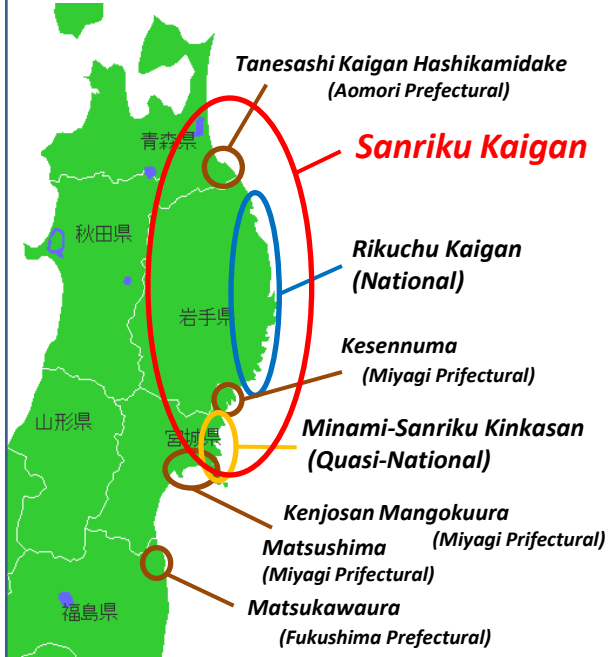 Tanesashi Kaigan Hashikamidake
(Aomori Prefectural)
青森県
Sanriku Kaigan
秋田県
Rikuchu Kaigan
(National)
岩手県
Kesennuma
(Miyagi Prifectural)
山形県
宮城県
Minami-Sanriku Kinkasan
(Quasi-National)
Kenjosan Mangokuura
(Miyagi Prifectural)
Matsushima
(Miyagi Prifectural)
Matsukawaura
福島県
(Fukushima Prefectural)